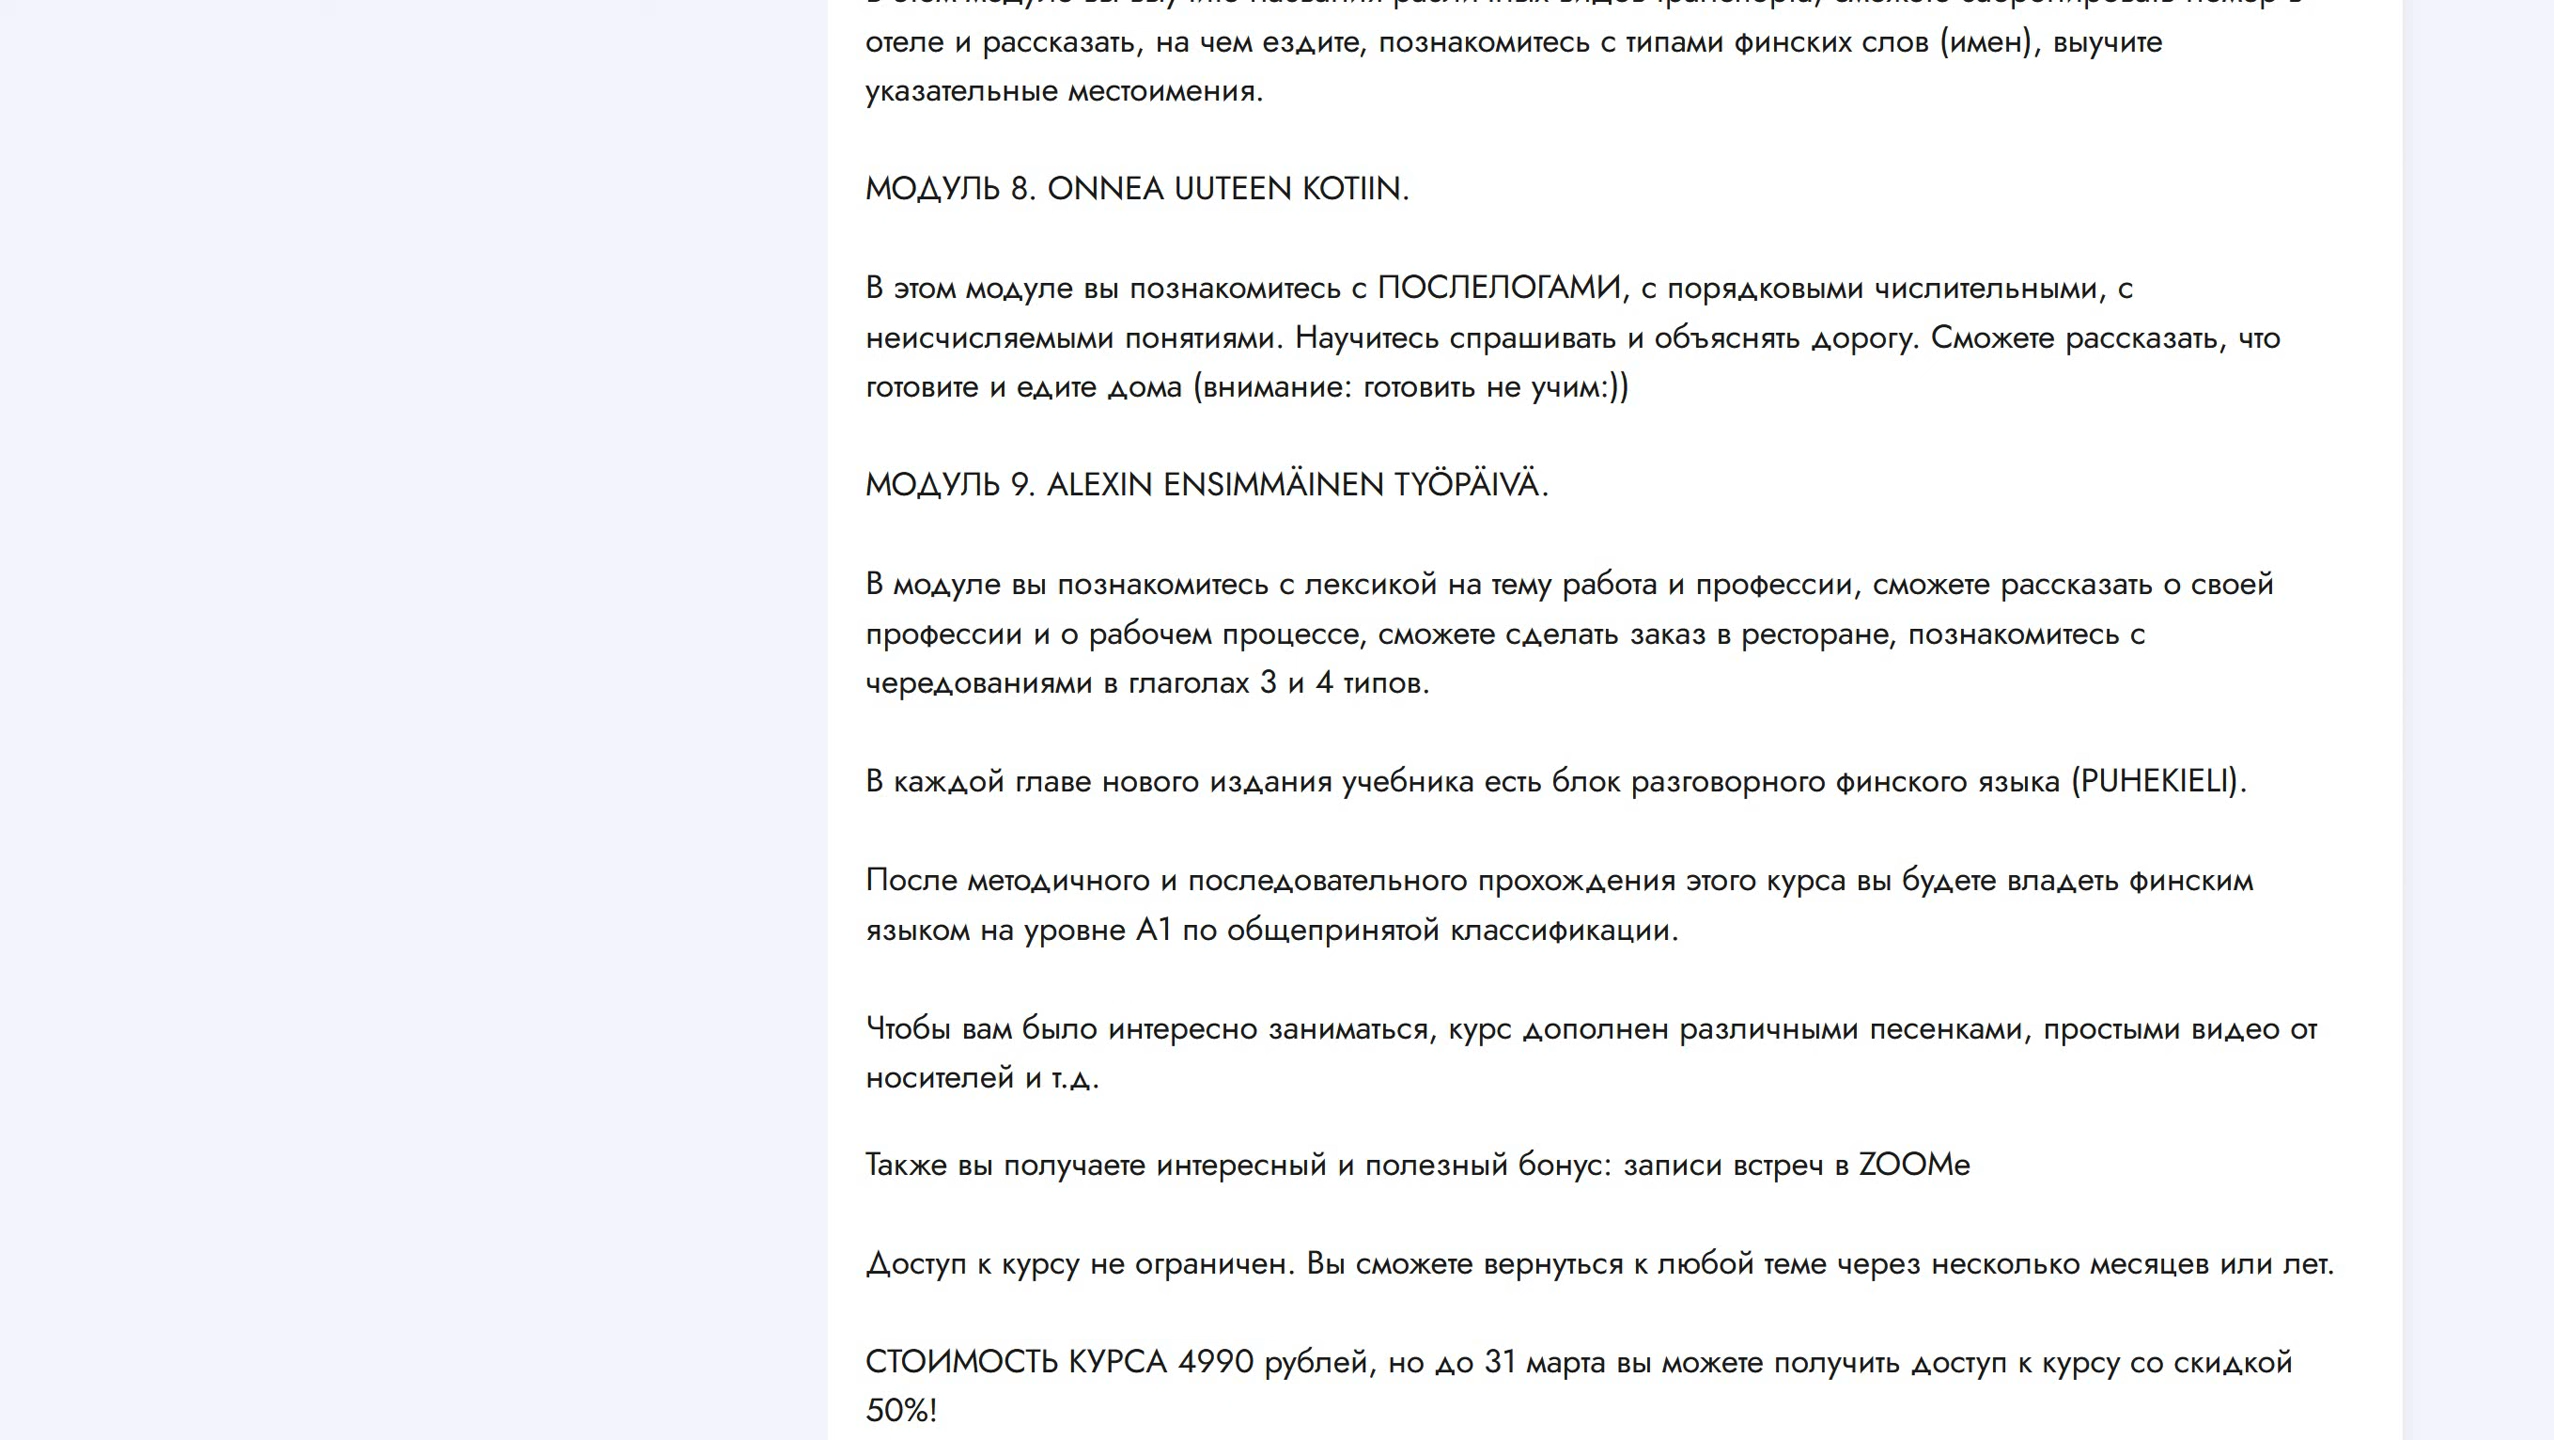 отеле и рассказать, на чем ездите, познакомитесь с типами финских слов (имен), выучите
указательные местоимения.
МОДУЛЬ 8. ONNEA UUTEEN KOTIIN.
В этом модуле вы познакомитесь с ПОСЛЕЛОГАМИ, с порядковыми числительными, с
неисчисляемыми понятиями. Научитесь спрашивать и объяснять дорогу. Сможете рассказать, что
готовите и едите дома (внимание: готовить не учим:))
МОДУЛЬ 9. ALEXIN ENSIMMÄINEN TYÖPÄIVÄ.
В модуле вы познакомитесь с лексикой на тему работа и профессии, сможете рассказать о своей
профессии и о рабочем процессе, сможете сделать заказ в ресторане, познакомитесь с
чередованиями в глаголах 3 и 4 типов.
В каждой главе нового издания учебника есть блок разговорного финского языка (PUHEKIELI).
После методичного и последовательного прохождения этого курса вы будете владеть финским
языком на уровне А1 по общепринятой классификации.
Чтобы вам было интересно заниматься, курс дополнен различными песенками, простыми видео от
носителей и т.д.
Также вы получаете интересный и полезный бонус: записи встреч в ZOOMе
Доступ к курсу не ограничен. Вы сможете вернуться к любой теме через несколько месяцев или лет.
СТОИМОСТЬ КУРСА 4990 рублей, но до 31 марта вы можете получить доступ к курсу со скидкой
50%!